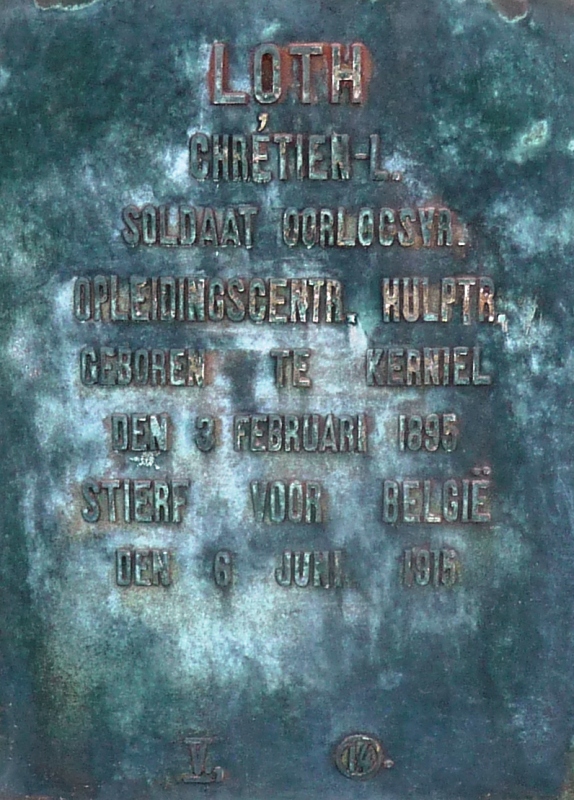 LOTH
CHRÉTIEN-L.
SOLDAAT OORLOGSVR.
OPLEIDINGSCENTR. HULPTR.
GEBOREN TE KERNIEL
DEN 3 FEBRUARI 1895
STIERF VOOR BELGIË
DEN 6 JUNI 1915
V.